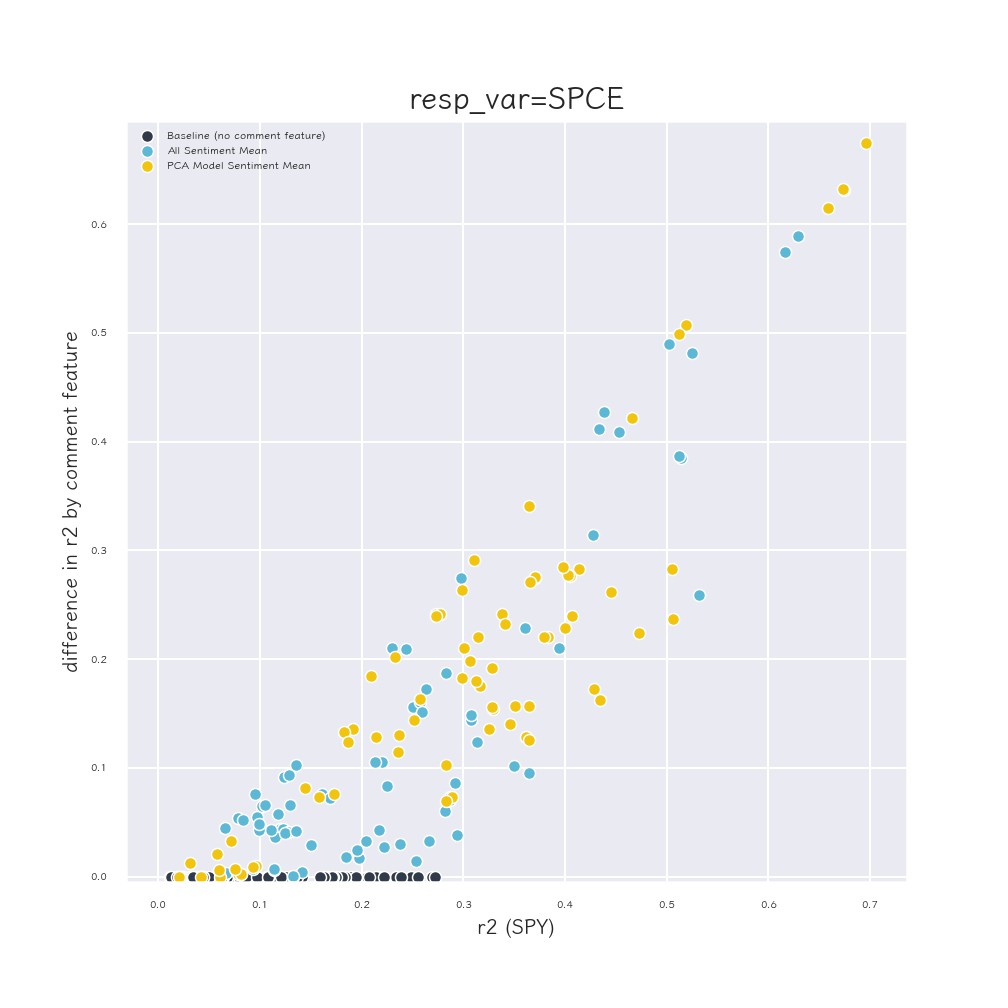 resp_var=SPCE
Baseline (no comment feature)
All Sentiment Mean
PCA Model Sentiment Mean
difference in r2 by comment feature
0.6
0.5
0.4
0.3
0.2
0.1
0.0
0.0 0.1 0.2 0.3 0.4 0.5 0.6 0.7
r2 (SPY)